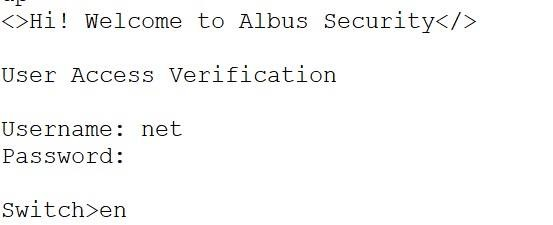 <>Hi! Welcome to Albus Security</>
User Access Verification
Username: net
Password:
Switch>en